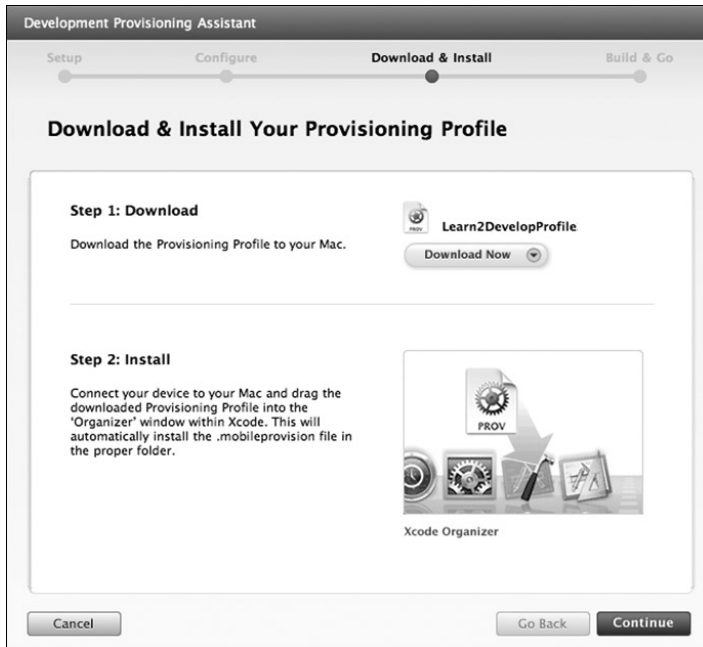 Development Provisioning Assistant
Setup Configure Download & Install Build & Go
Download & Install Your Provisioning Profile
Step 1: Download
Download the Provisioning Profile to your Mac.
PROV
Learn2DevelopProfile
Download Now
Step 2: Install
Connect your device to your Mac and drag the
downloaded Provisioning Profile into the
'Organizer' window within Xcode. This will
automatically install the .mobileprovision file in
the proper folder.
PROV
Xcode Organizer
Cancel Go Back Continue